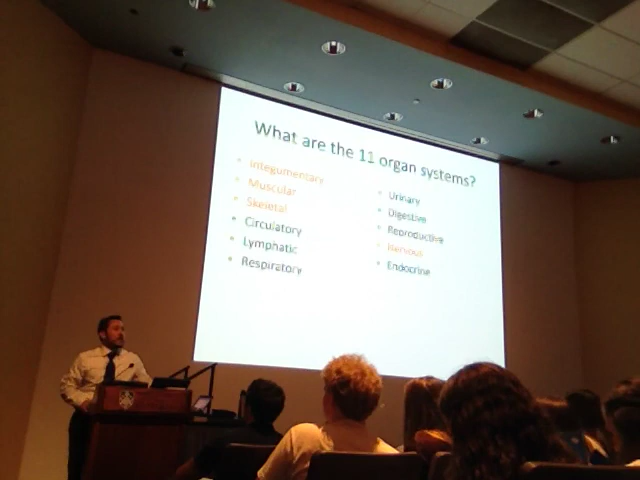 What are the 11 organ systems?
Integumentary
Muscular
Skeletal
Circulatory
Lymphatic
Respiratory
Urinary
Digestive
Reproductive
Nervous
Endocrine